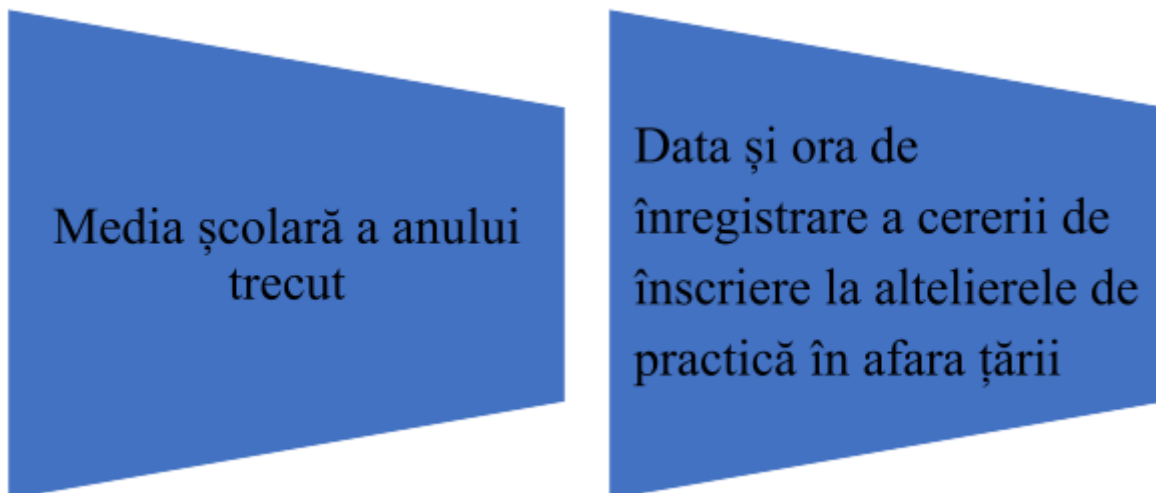 Media școlară a anului
trecut
Data și ora de
înregistrare a cererii de
înscriere la altelierele de
practică în afara țării